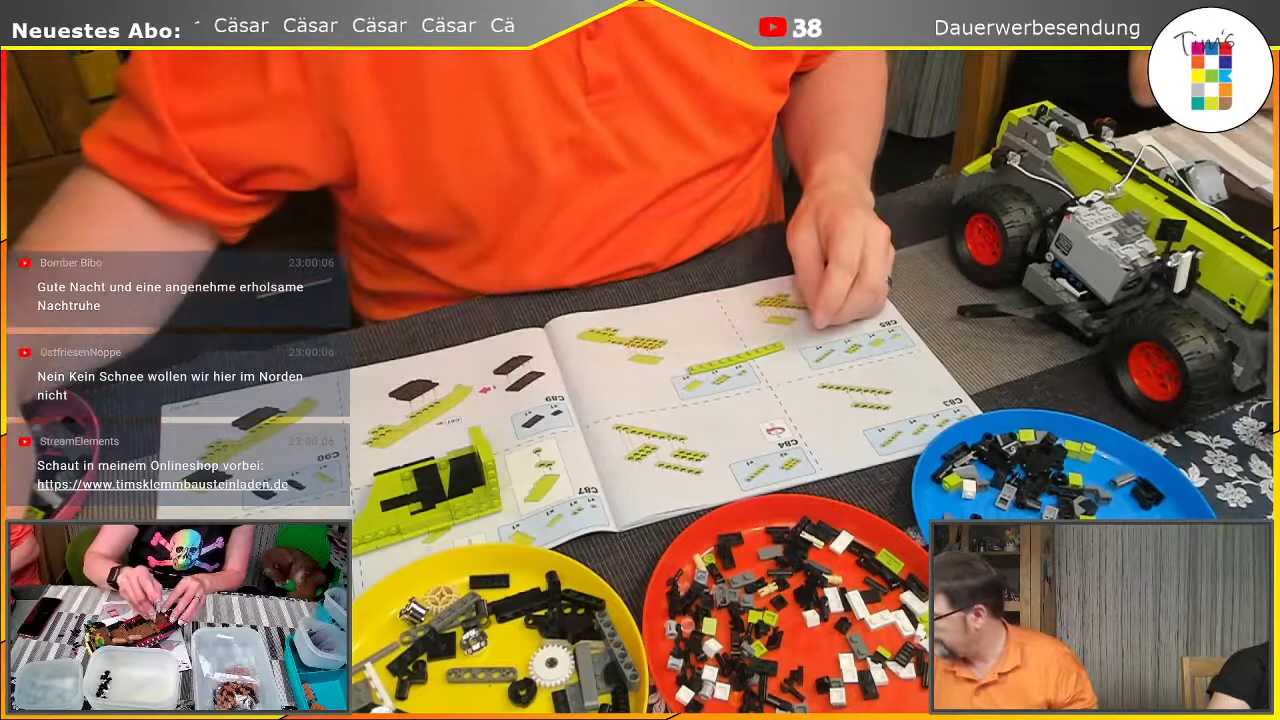 Neuestes Abo:
Cäsar Cäsar Cäsar Cäsar Cä
38
Dauerwerbesendung
Tim's
Bomber Bibo 23:00:06
Gute Nacht und eine angenehme erholsame
Nachtruhe
OstfriesenNoppe 23:00:06
Nein Kein Schnee wollen wir hier im Norden
nicht
StreamElements 23:00:06
Schaut in meinem Onlineshop vorbei:
https://www.timsklemmbausteinladen.de
C85
C83
C84
C89
C87
C90